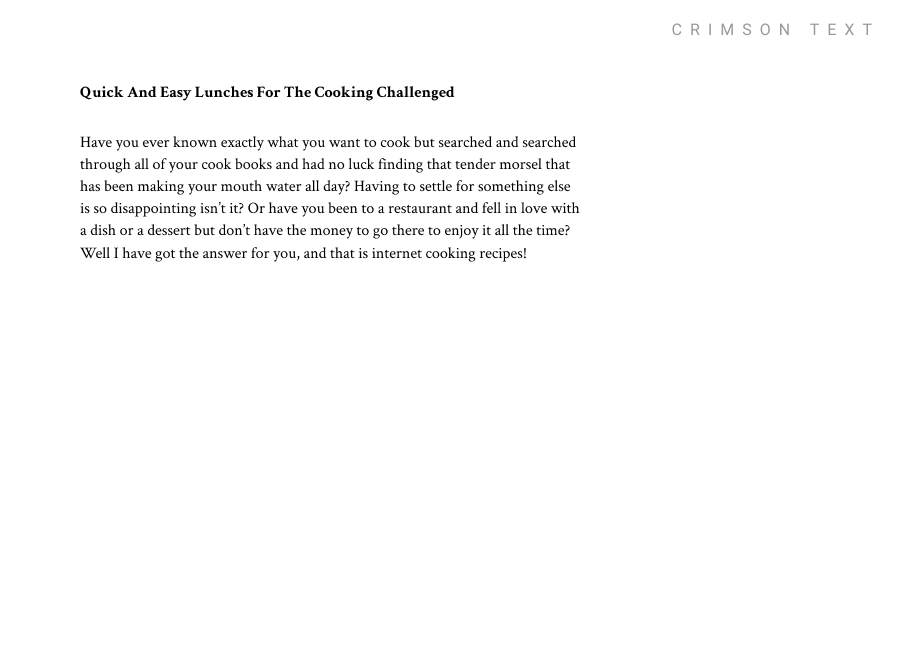 CRIMSON TEXT
Quick And Easy Lunches For The Cooking Challenged
Have you ever known exactly what you want to cook but searched and searched
through all of your cook books and had no luck finding that tender morsel that
has been making your mouth water all day? Having to settle for something else
is so disappointing isn’t it? Or have you been to a restaurant and fell in love with
a dish or a dessert but don’t have the money to go there to enjoy it all the time?
Well I have got the answer for you, and that is internet cooking recipes!